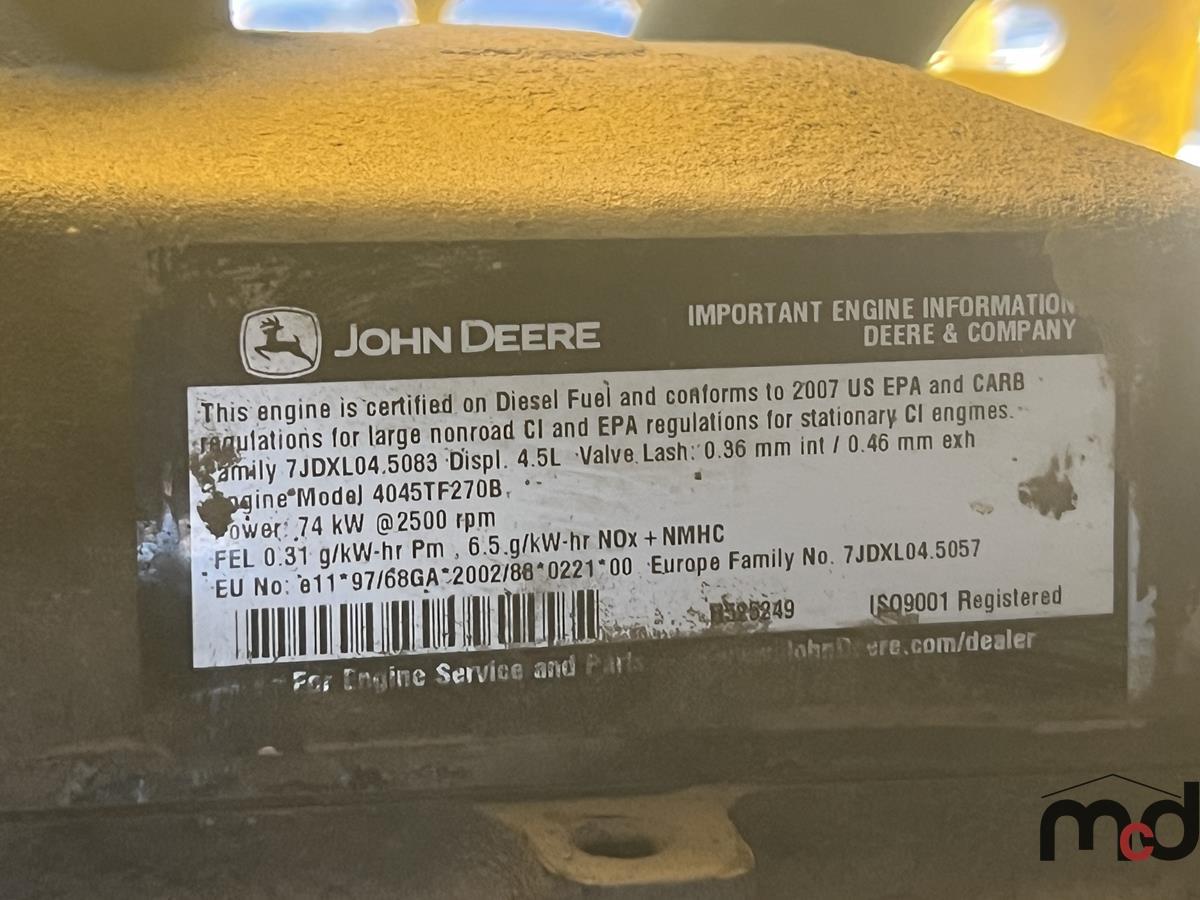 JOHN DEERE
IMPORTANT ENGINE INFORMATION
DEERE & COMPANY
This engine is certified on Diesel Fuel and conforms to 2007 US EPA and CARB
regulations for large nonroad CI and EPA regulations for stationary CI engines.
Family 7JDXL04.5083 Displ. 4.5L Valve Lash: 0.36 mm int / 0.46 mm exh
Engine Model 4045TF270B
Power: 74 kW @2500 rpm
FEL 0.31 g/kW-hr Pm , 6.5 g/kW-hr NOx + NMHC
EU No: e11*97/68GA*2002/88*0221*00 Europe Family No. 7JDXL04.5057
ISO9001 Registered
For Engine Service and Parts JohnDeere.com/dealer
mcd